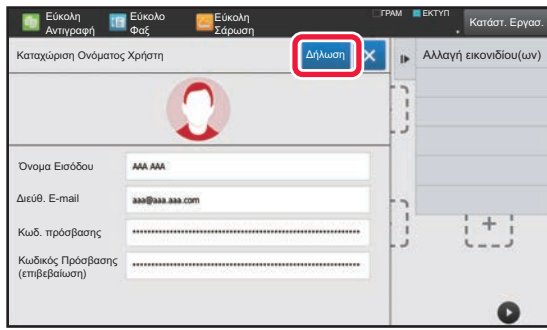 Εύκολη
Αντιγραφή
Εύκολο
Φαξ
Εύκολη
Σάρωση
ΓΡΑΜ
ΕΚΤΥΠ
Κατάστ. Εργασ.
Καταχώριση Ονόματος Χρήστη
Δήλωση
Αλλαγή εικονιδίου(ων)
Όνομα Εισόδου
AAA AAA
Διεύθ. E-mail
aaa@aaa.aaa.com
Κωδ. πρόσβασης
Κωδικός Πρόσβασης
(επιβεβαίωση)